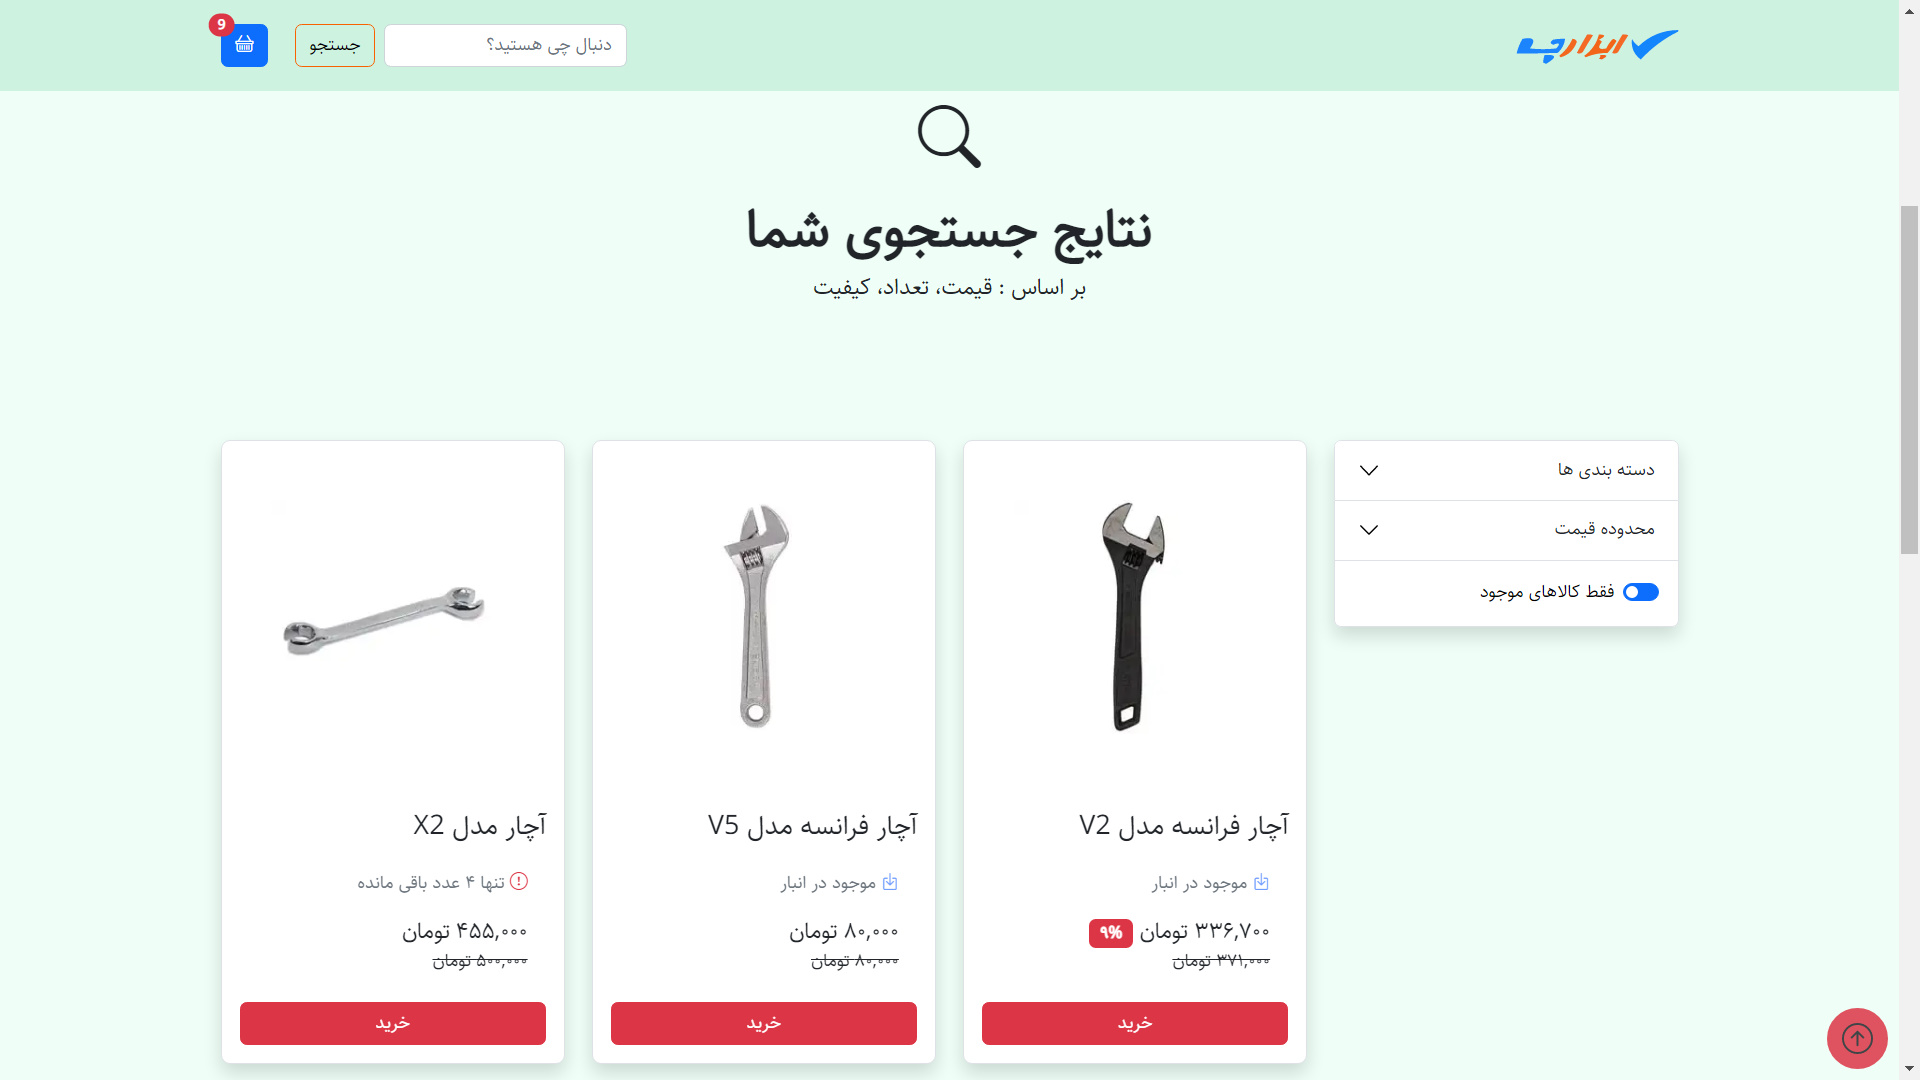 ابزارچی
دنبال چی هستید؟
جستجو
9
نتایج جستجوی شما
بر اساس : قیمت، تعداد، کیفیت
دسته بندی ها
محدوده قیمت
فقط کالاهای موجود
آچار فرانسه مدل V2
موجود در انبار
۳۳۶,۷۰۰ تومان ۹%
۳۷۱,۰۰۰ تومان
خرید
آچار فرانسه مدل V5
موجود در انبار
۸۰,۰۰۰ تومان
۸۰,۰۰۰ تومان
خرید
آچار مدل X2
تنها ۴ عدد باقی مانده
۴۵۵,۰۰۰ تومان
۵۰۰,۰۰۰ تومان
خرید